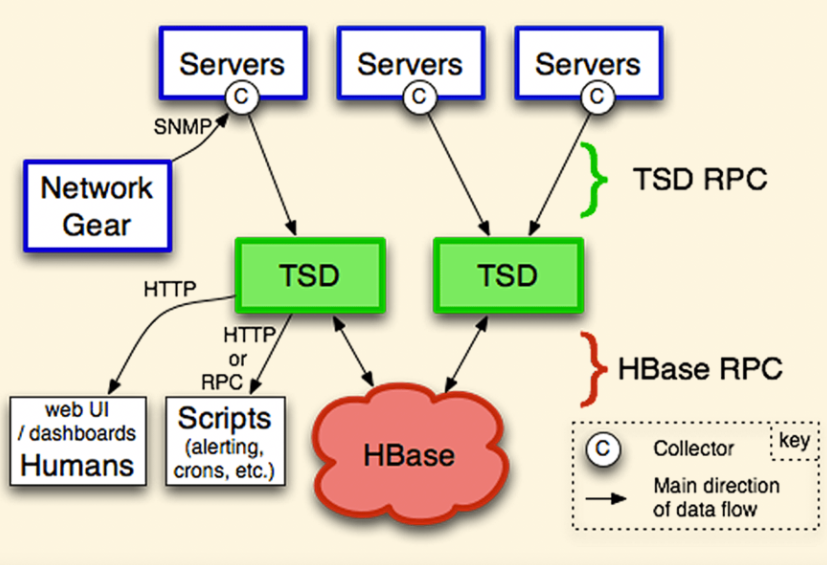 Servers
C
Servers
C
Servers
C
SNMP
Network
Gear
TSD RPC
TSD
TSD
HTTP
HTTP
or
RPC
HBase RPC
web UI
/ dashboards
Humans
Scripts
(alerting,
crons, etc.)
HBase
key
C Collector
Main direction
of data flow